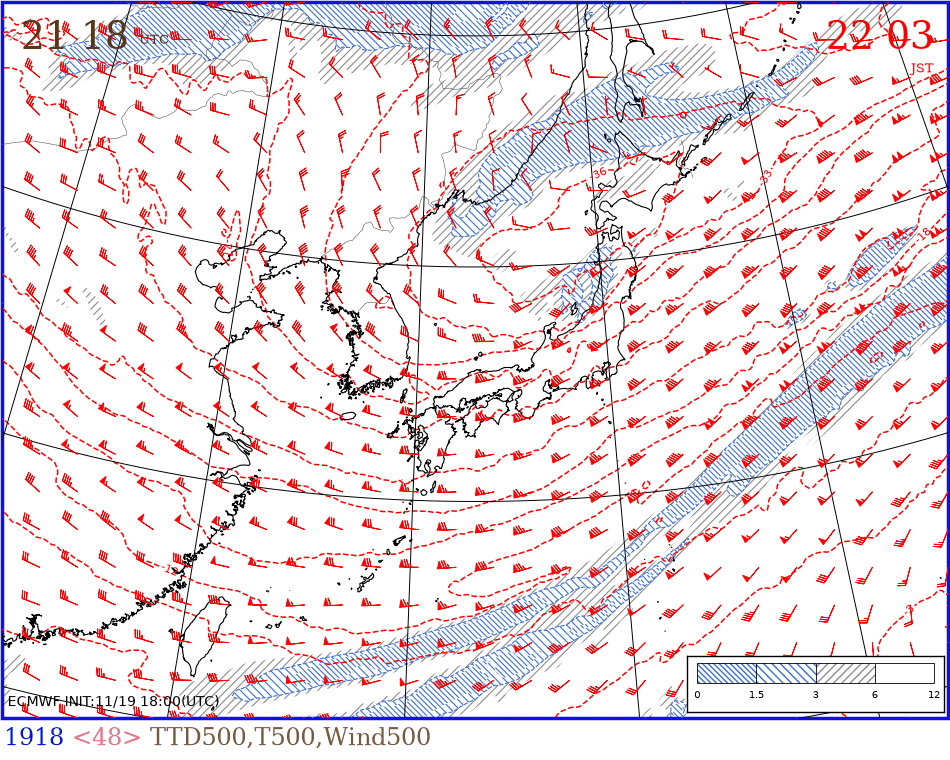 21 18 UTC
22 03
JST
-36
-18
0 1.5 3 6 12
ECMWF INIT:11/19 18:00(UTC)
1918 <48> TTD500,T500,Wind500